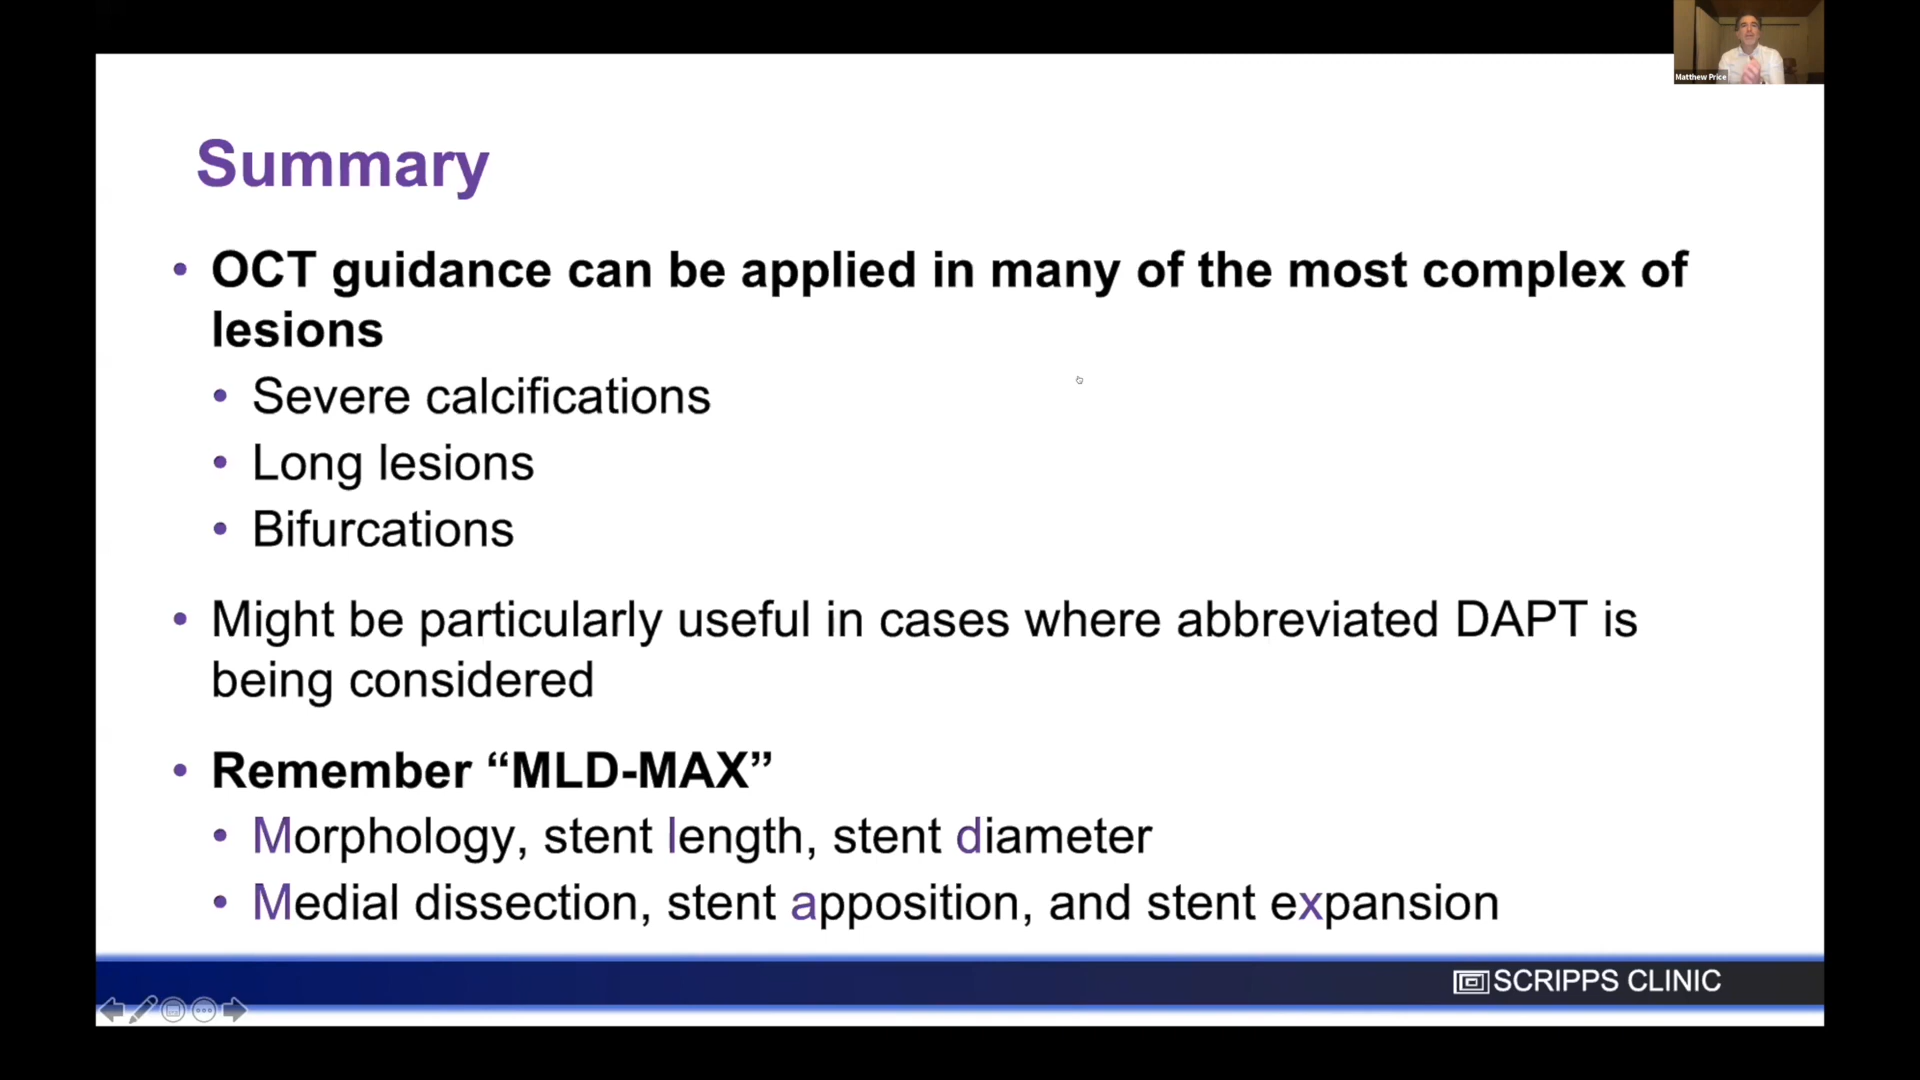 Matthew Price
Summary
• OCT guidance can be applied in many of the most complex of
lesions
• Severe calcifications
• Long lesions
• Bifurcations
• Might be particularly useful in cases where abbreviated DAPT is
being considered
• Remember “MLD-MAX”
• Morphology, stent length, stent diameter
• Medial dissection, stent apposition, and stent expansion
SCRIPPS CLINIC